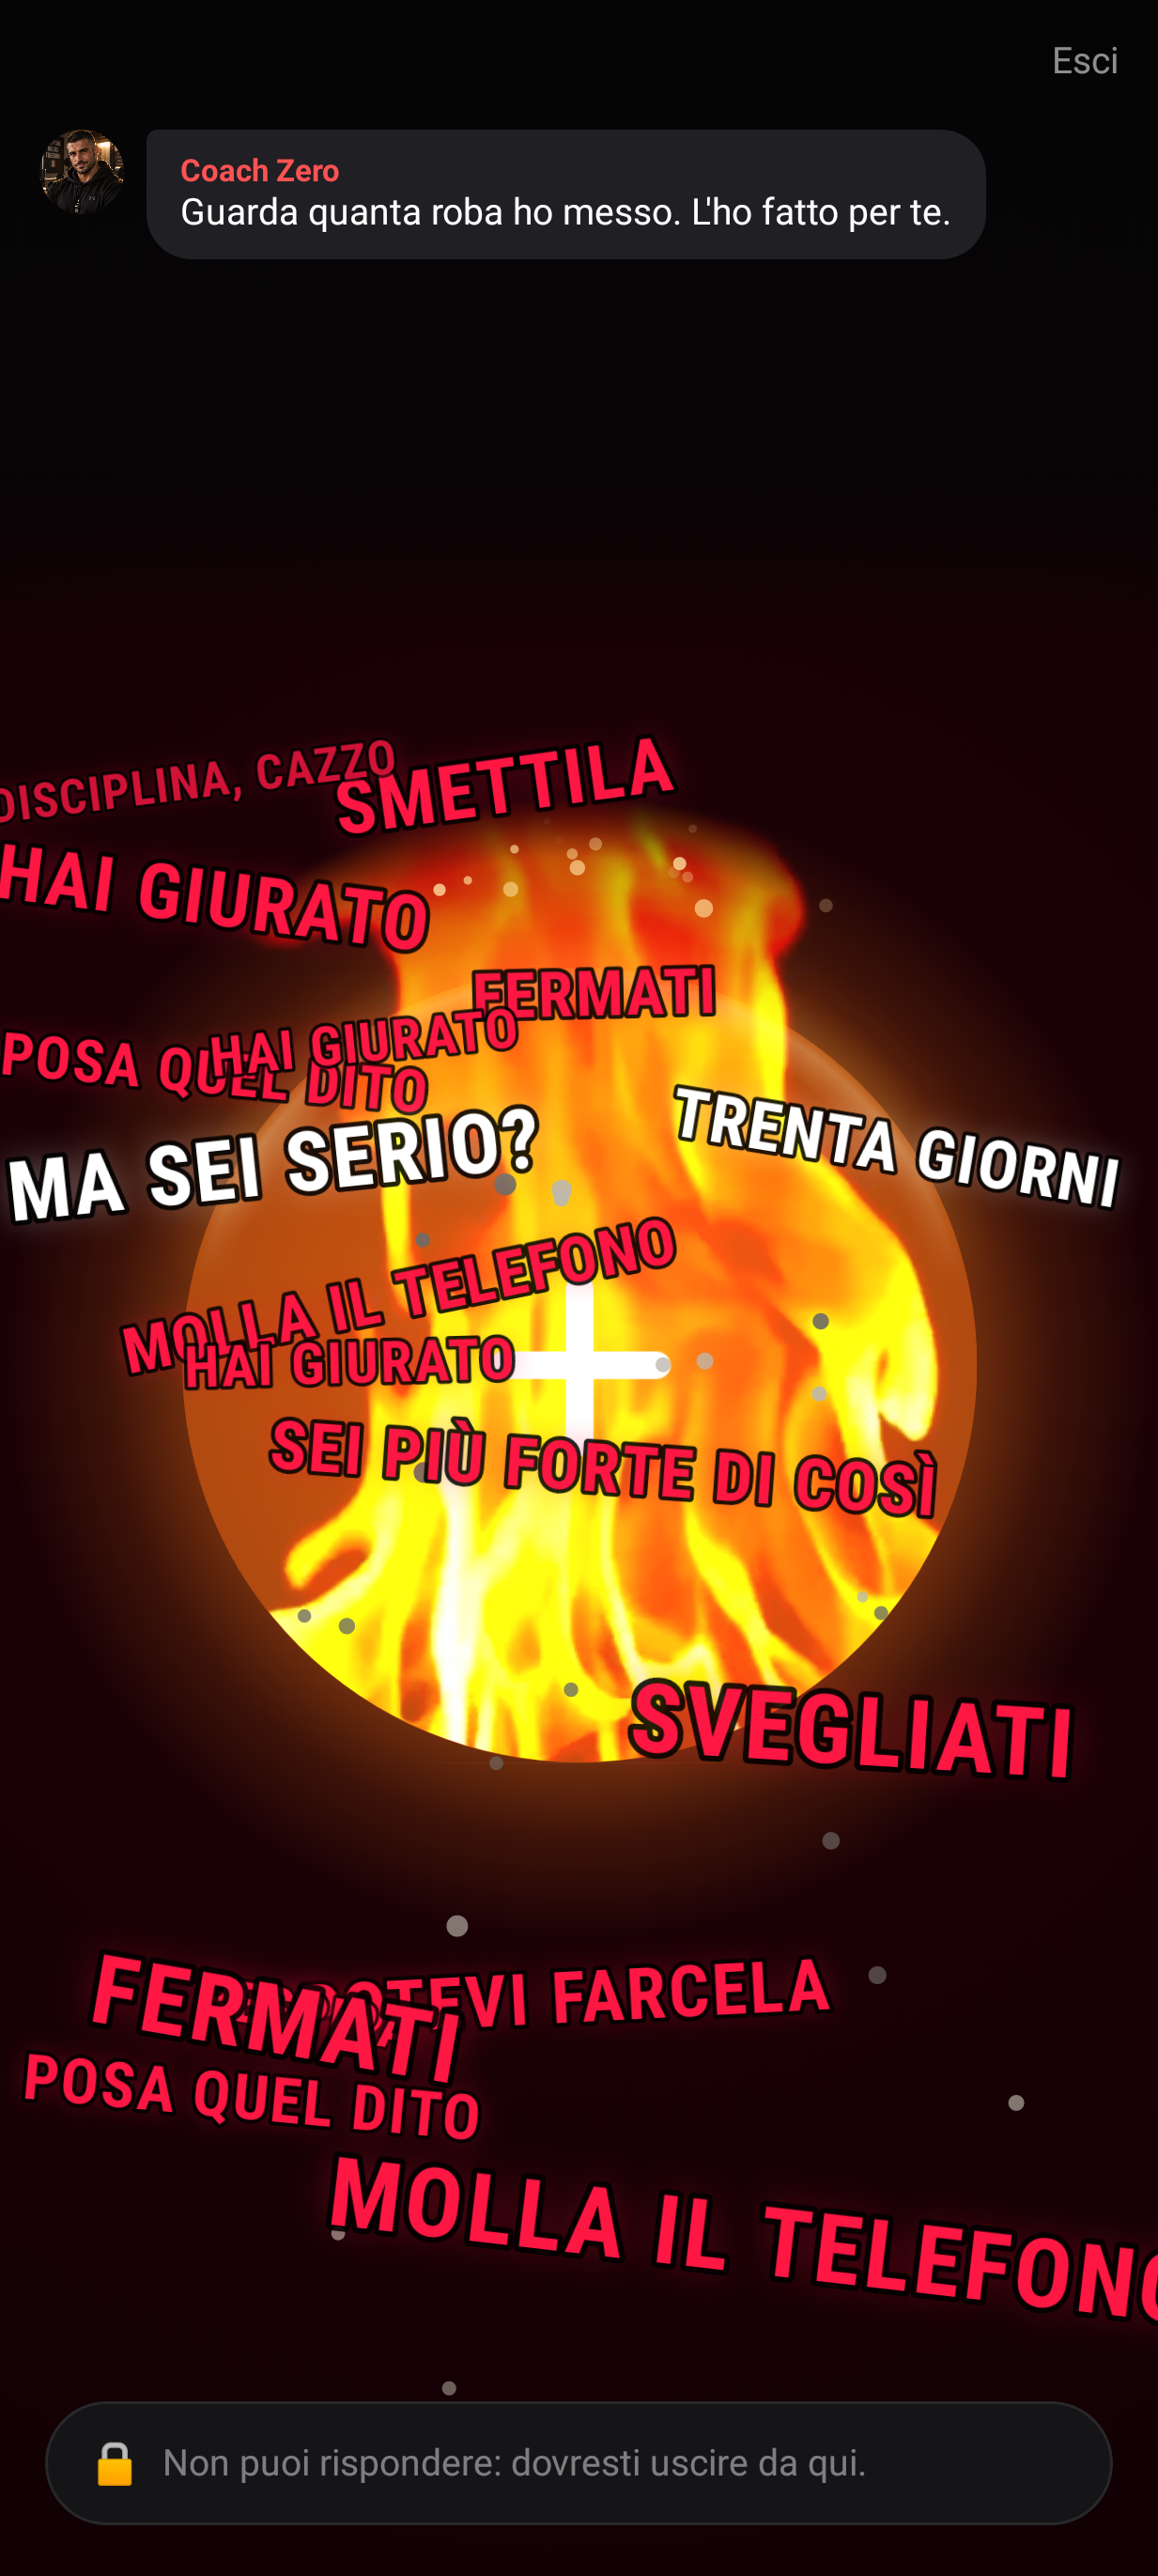 Esci
Coach Zero
Guarda quanta roba ho messo. L'ho fatto per te.
DISCIPLINA, CAZZO
SMETTILA
HAI GIURATO
FERMATI
HAI GIURATO
POSA QUEL DITO
TRENTA GIORNI
MA SEI SERIO?
MOLLA IL TELEFONO
HAI GIURATO
SEI PIÙ FORTE DI COSÌ
SVEGLIATI
POTEVI FARCELA
FERMATI
POSA QUEL DITO
MOLLA IL TELEFONO
Non puoi rispondere: dovresti uscire da qui.